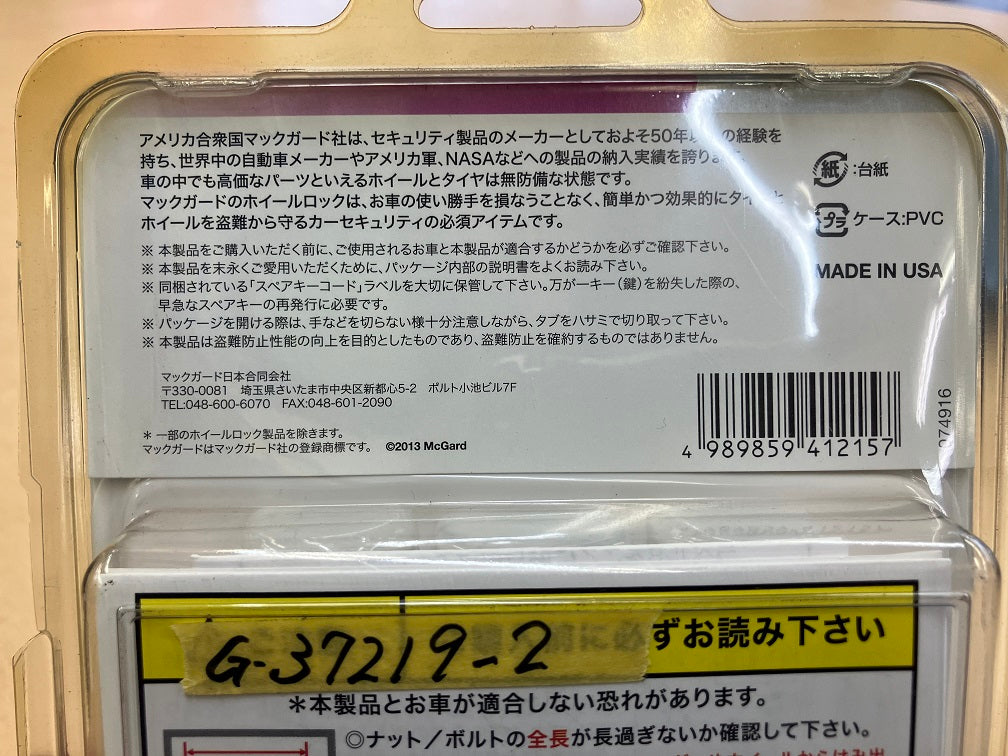 アメリカ合衆国マックガード社は、セキュリティ製品のメーカーとしておよそ50年 の経験を
持ち、世界中の自動車メーカーやアメリカ軍、NASAなどへの製品の納入実績を誇り
車の中でも高価なパーツといえるホイールとタイヤは無防備な状態です。
マックガードのホイールロックは、お車の使い勝手を損なうことなく、簡単かつ効果的にタイ と
ホイールを盗難から守るカーセキュリティの必須アイテムです。
※ 本製品をご購入いただく前に、ご使用されるお車と本製品が適合するかどうかを必ずご確認下さい。
※ 本製品を末永くご愛用いただくために、パッケージ内部の説明書をよくお読み下さい。
※ 同梱されている「スペアキーコード」ラベルを大切に保管して下さい。万が一キー（鍵）を紛失した際の、
早急なスペアキーの再発行に必要です。
※ パッケージを開ける際は、手などを切らない様十分注意しながら、タブをハサミで切り取って下さい。
※ 本製品は盗難防止性能の向上を目的としたものであり、盗難防止を確約するものではありません。
マックガード日本合同会社
〒330-0081 埼玉県さいたま市中央区新都心5-2 ポルト小池ビル7F
TEL:048-600-6070 FAX:048-601-2090
＊ 一部のホイールロック製品を除きます。
マックガードはマックガード社の登録商標です。 ©2013 McGard
紙 :台紙
プラ ケース:PVC
MADE IN USA
4 989859 412157
74916
G-37219-2
前に必ずお読み下さい
＊本製品とお車が適合しない恐れがあります。
◎ナット／ボルトの全長が長過ぎないか確認して下さい。